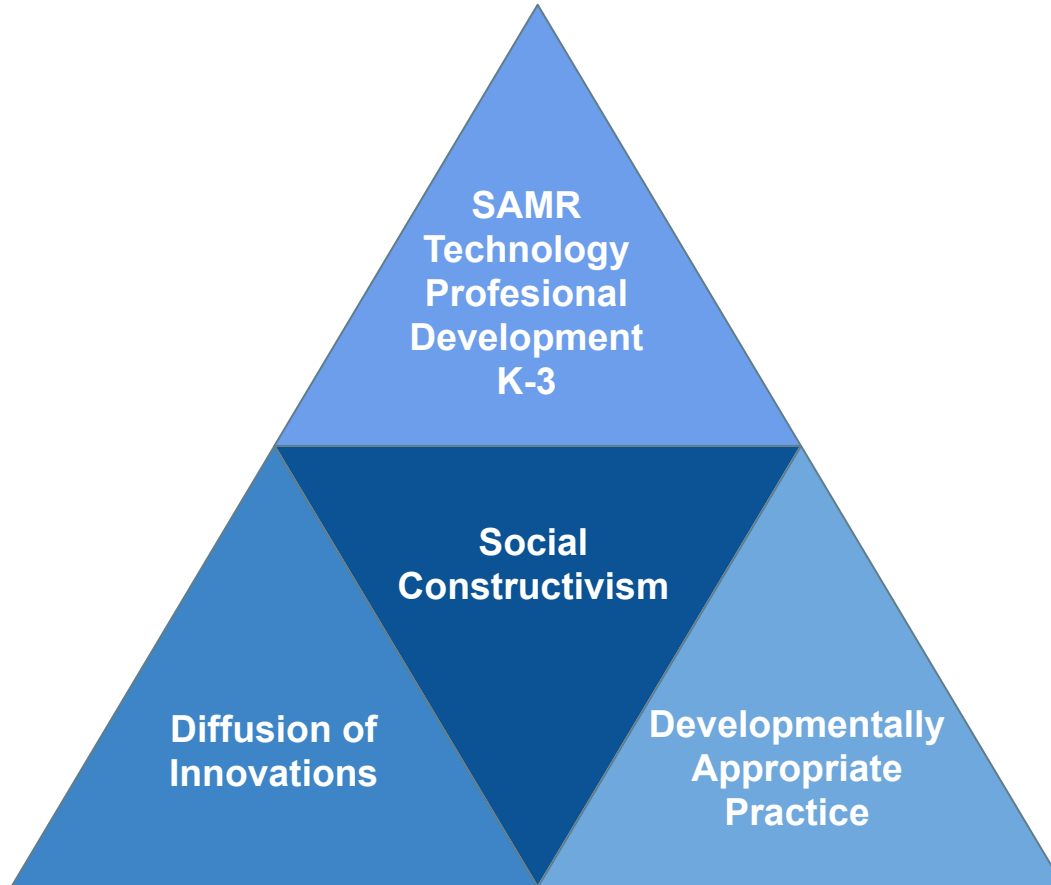 SAMR
Technology
Profesional
Development
K-3
Social
Constructivism
Diffusion of
Innovations
Developmentally
Appropriate
Practice